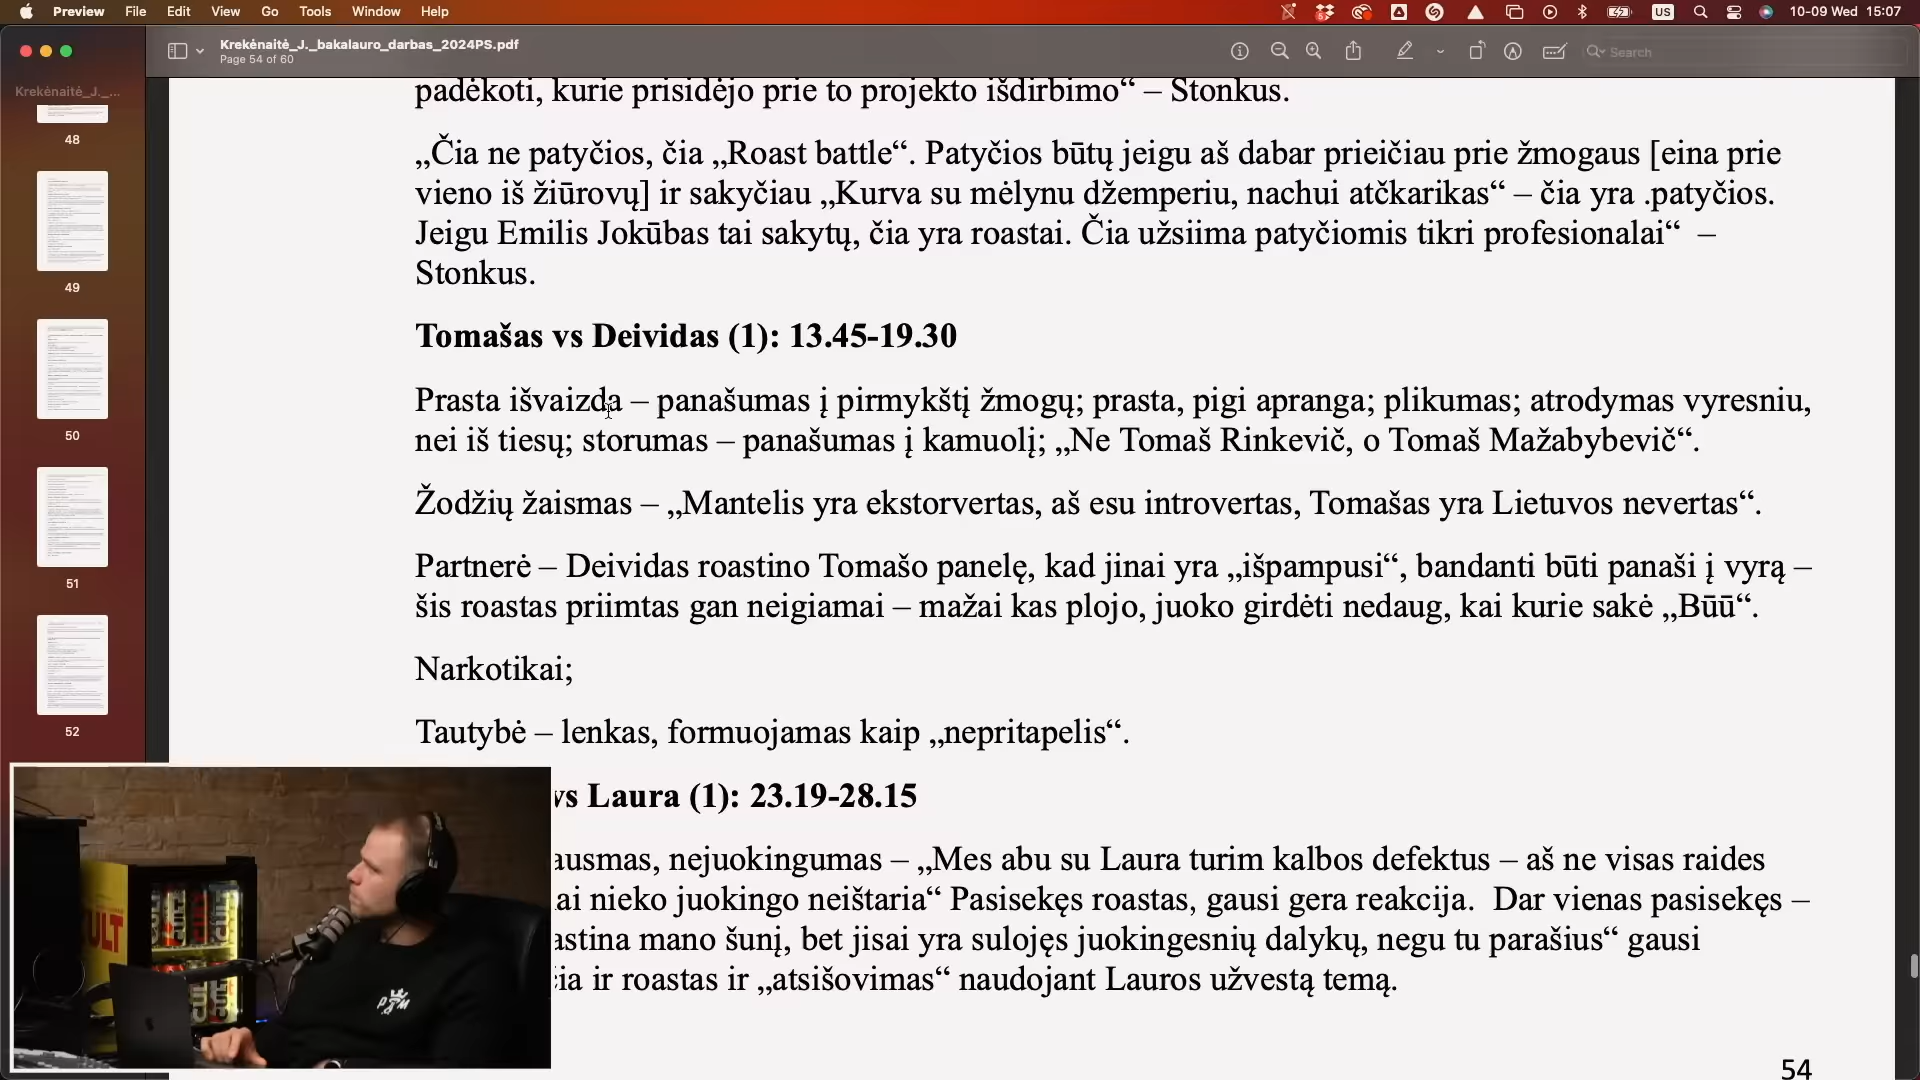 Preview File Edit View Go Tools Window Help US 10-09 Wed 15:07
Krekėnaitė_J._bakalauro_darbas_2024PS.pdf
Page 54 of 60
Search
Krekėnaitė_J._...
48
49
50
51
52
padėkoti, kurie prisidėjo prie to projekto išdirbimo“ – Stonkus.
„Čia ne patyčios, čia „Roast battle“. Patyčios būtų jeigu aš dabar prieičiau prie žmogaus [eina prie
vieno iš žiūrovų] ir sakyčiau „Kurva su mėlynu džemperiu, nachui atčkarikas“ – čia yra .patyčios.
Jeigu Emilis Jokūbas tai sakytų, čia yra roastai. Čia užsiima patyčiomis tikri profesionalai“ –
Stonkus.
Tomašas vs Deividas (1): 13.45-19.30
Prasta išvaizda – panašumas į pirmykštį žmogų; prasta, pigi apranga; plikumas; atrodymas vyresniu,
nei iš tiesų; storumas – panašumas į kamuolį; „Ne Tomaš Rinkevič, o Tomaš Mažabybevič“.
Žodžių žaismas – „Mantelis yra ekstorvertas, aš esu introvertas, Tomašas yra Lietuvos nevertas“.
Partnerė – Deividas roastino Tomašo panelę, kad jinai yra „išpampusi“, bandanti būti panaši į vyrą –
šis roastas priimtas gan neigiamai – mažai kas plojo, juoko girdėti nedaug, kai kurie sakė „Būū“.
Narkotikai;
Tautybė – lenkas, formuojamas kaip „nepritapelis“.
vs Laura (1): 23.19-28.15
ausmas, nejuokingumas – „Mes abu su Laura turim kalbos defektus – aš ne visas raides
ai nieko juokingo neištaria“ Pasisekęs roastas, gausi gera reakcija. Dar vienas pasisekęs –
astina mano šunį, bet jisai yra sulojęs juokingesnių dalykų, negu tu parašius“ gausi
ia ir roastas ir „atsišovimas“ naudojant Lauros užvestą temą.
54
ULT
CULT